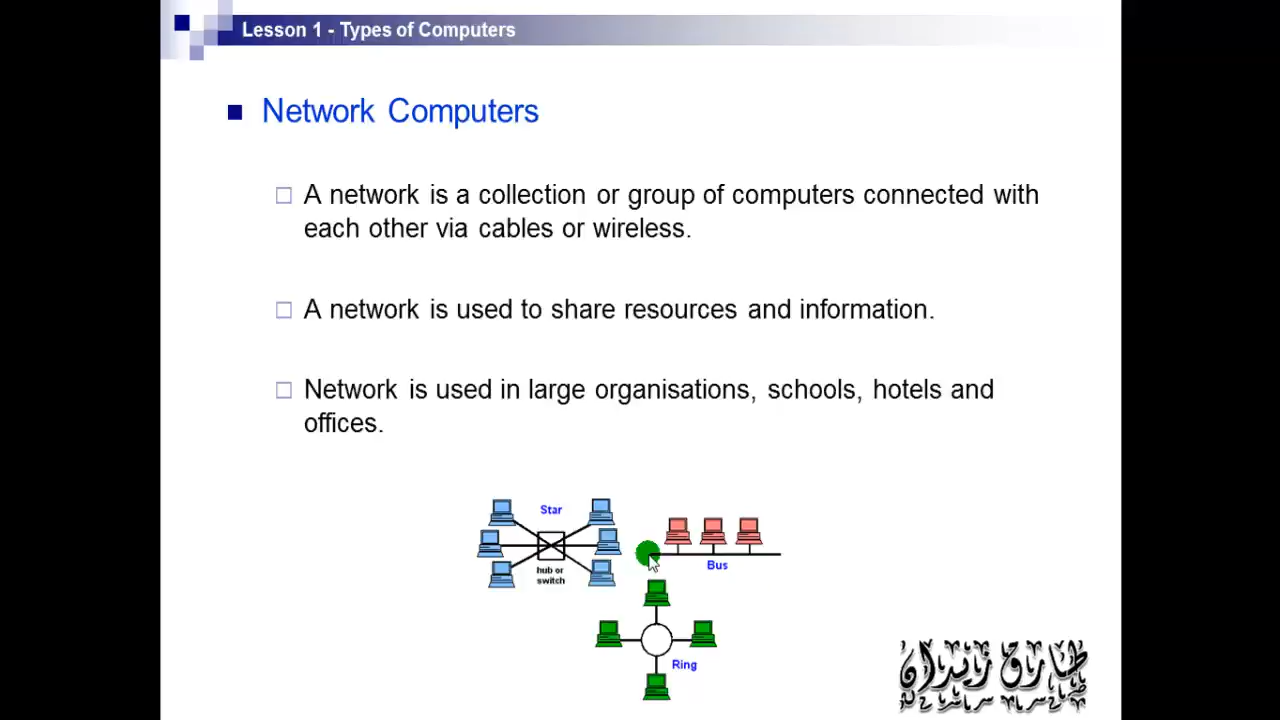 Lesson 1 - Types of Computers
Network Computers
A network is a collection or group of computers connected with
each other via cables or wireless.
A network is used to share resources and information.
Network is used in large organisations, schools, hotels and
offices.
Star
hub or
switch
Bus
Ring
طارق زيدان